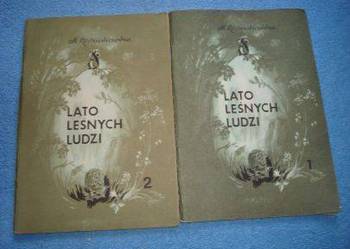 LATO
LEŚNYCH
LUDZI
2
LATO
LEŚNYCH
LUDZI
1